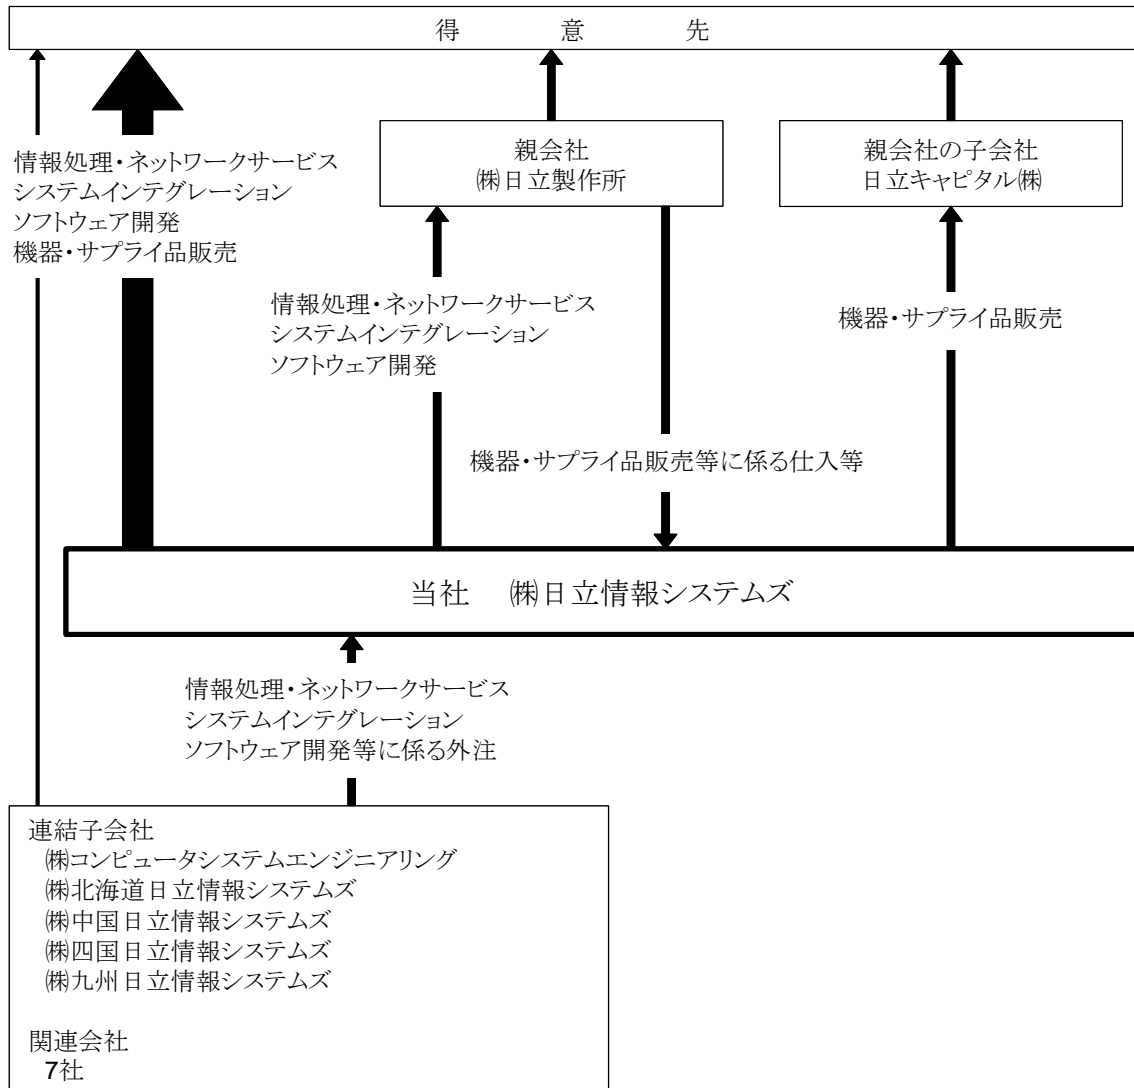 得意先
親会社
㈱日立製作所
親会社の子会社
日立キャピタル㈱
情報処理・ネットワークサービス
システムインテグレーション
ソフトウェア開発
機器・サプライ品販売
情報処理・ネットワークサービス
システムインテグレーション
ソフトウェア開発
機器・サプライ品販売
機器・サプライ品販売等に係る仕入等
当社 ㈱日立情報システムズ
情報処理・ネットワークサービス
システムインテグレーション
ソフトウェア開発等に係る外注
連結子会社
㈱コンピュータシステムエンジニアリング
㈱北海道日立情報システムズ
㈱中国日立情報システムズ
㈱四国日立情報システムズ
㈱九州日立情報システムズ
関連会社
7社